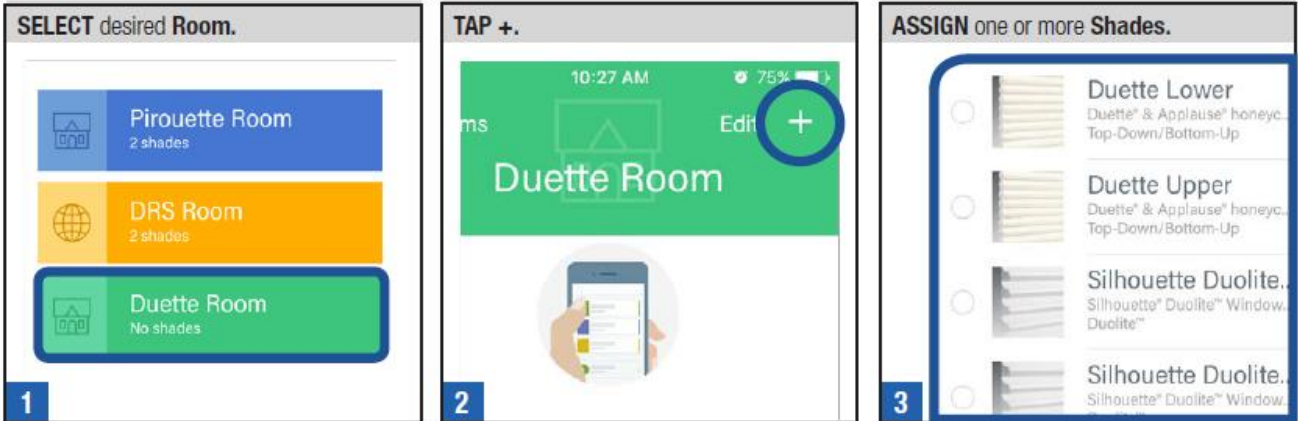 SELECT desired Room.
Pirouette Room
2 shades
DRS Room
2 shades
Duette Room
No shades
1
TAP +.
10:27 AM 75%
ms Edit +
Duette Room
2
ASSIGN one or more Shades.
Duette Lower
Duette® & Applause® honeyc..
Top-Down/Bottom-Up
Duette Upper
Duette® & Applause® honeyc..
Top-Down/Bottom-Up
Silhouette Duolite..
Silhouette® Duolite™ Window..
Duolite™
Silhouette Duolite..
Silhouette® Duolite™ Window..
3